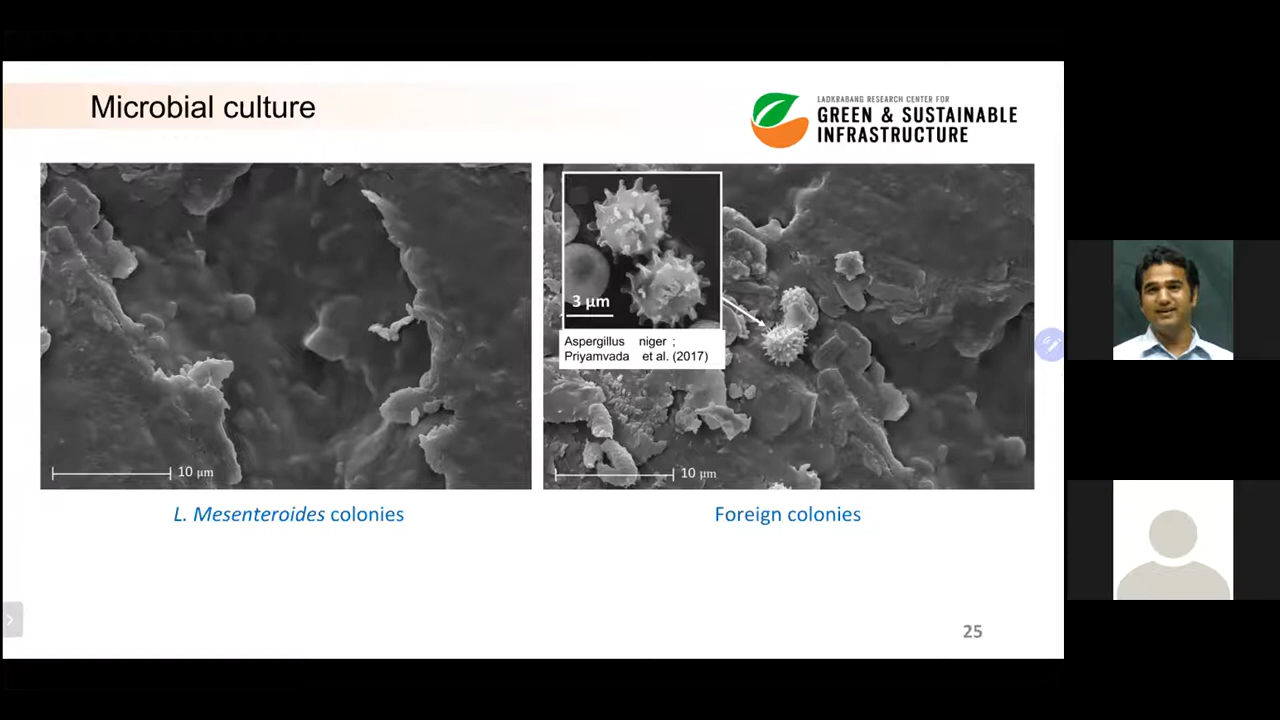 Microbial culture
LADKRABANG RESEARCH CENTER FOR
GREEN & SUSTAINABLE
INFRASTRUCTURE
3 μm
Aspergillus niger ;
Priyamvada et al. (2017)
10 μm
10 μm
L. Mesenteroides colonies
Foreign colonies
25